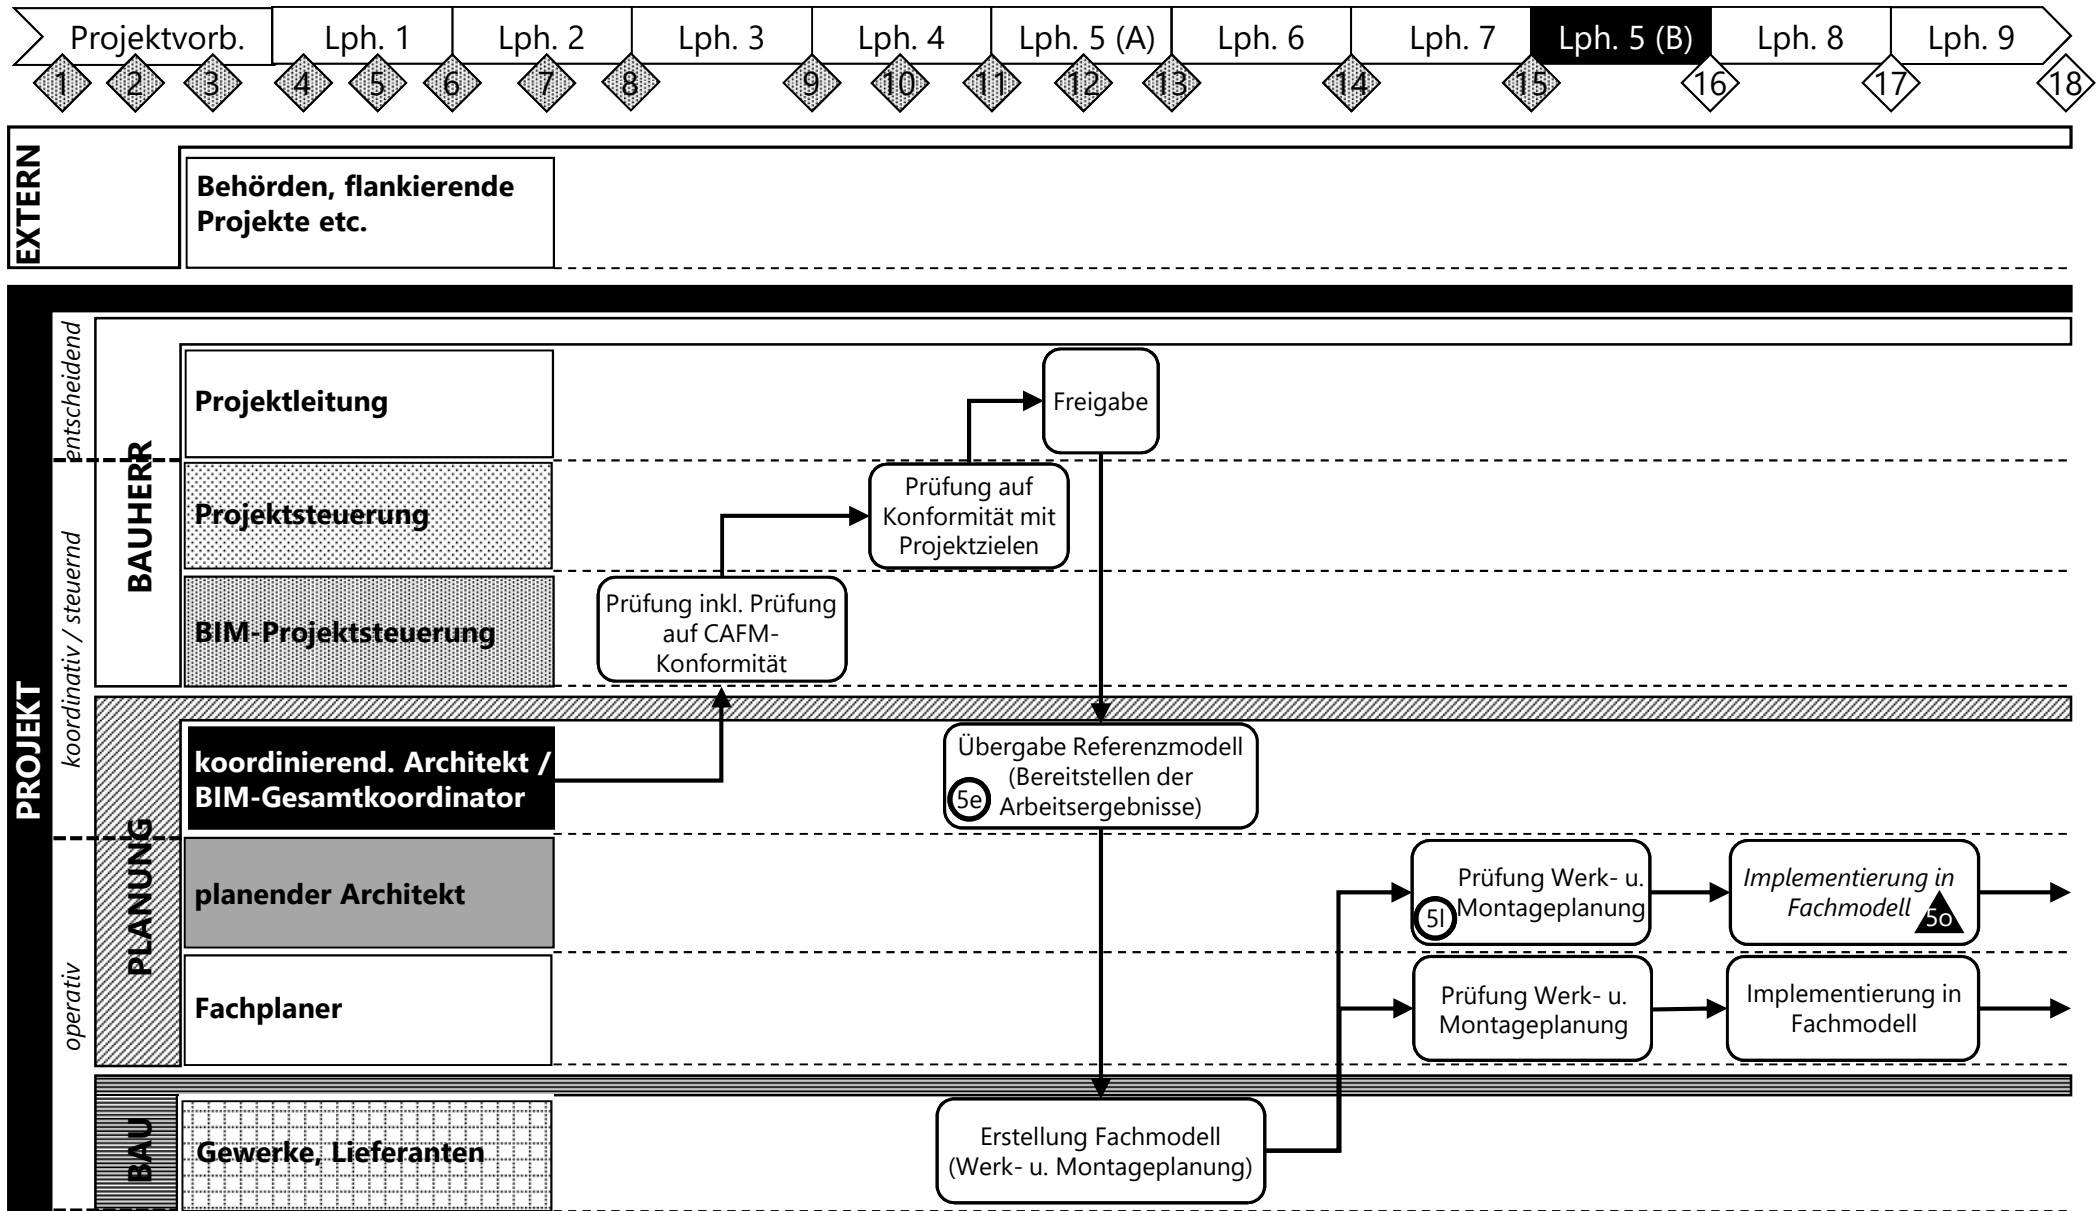 Projektvorb.
Lph. 1
Lph. 2
Lph. 3
Lph. 4
Lph. 5 (A)
Lph. 6
Lph. 7
Lph. 5 (B)
Lph. 8
Lph. 9
1
2
3
4
5
6
7
8
9
10
11
12
13
14
15
16
17
18
EXTERN
Behörden, flankierende
Projekte etc.
PROJEKT
entscheidend
koordinativ / steuernd
operativ
BAUHERR
Projektleitung
Freigabe
Projektsteuerung
Prüfung auf
Konformität mit
Projektzielen
BIM-Projektsteuerung
Prüfung inkl. Prüfung
auf CAFM-
Konformität
PLANUNG
koordinierend. Architekt /
BIM-Gesamtkoordinator
Übergabe Referenzmodell
(Bereitstellen der
Arbeitsergebnisse)
5e
planender Architekt
Prüfung Werk- u.
Montageplanung
5l
Implementierung in
Fachmodell
5o
Fachplaner
Prüfung Werk- u.
Montageplanung
Implementierung in
Fachmodell
BAU
Gewerke, Lieferanten
Erstellung Fachmodell
(Werk- u. Montageplanung)